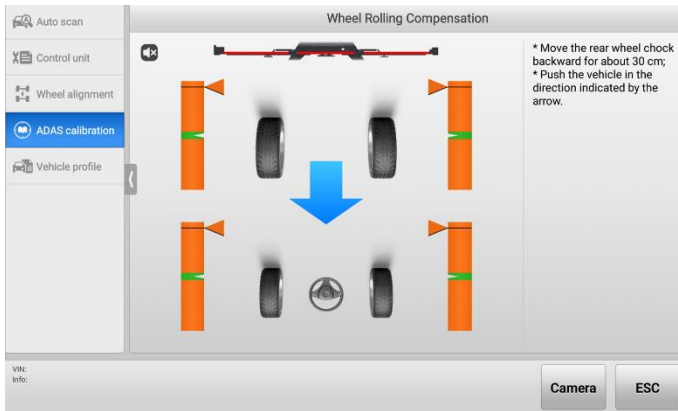 Auto scan
Control unit
Wheel alignment
ADAS calibration
Vehicle profile
Wheel Rolling Compensation
* Move the rear wheel chock
backward for about 30 cm;
* Push the vehicle in the
direction indicated by the
arrow.
VIN:
Info:
Camera
ESC